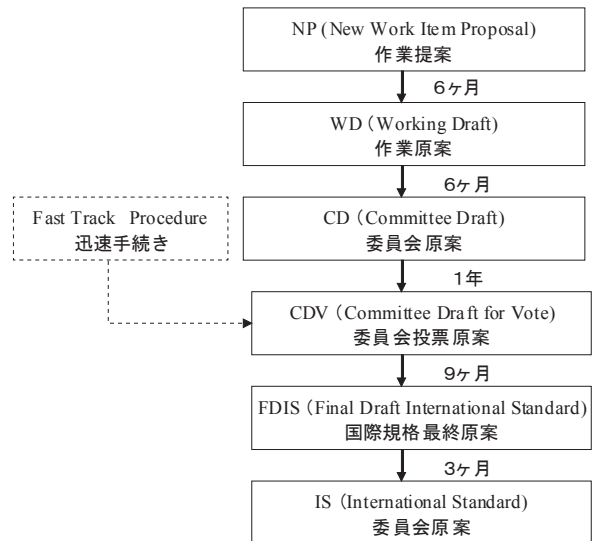 NP (New Work Item Proposal)
作業提案
6ヶ月
WD (Working Draft)
作業原案
6ヶ月
Fast Track Procedure
迅速手続き
CD (Committee Draft)
委員会原案
1年
CDV (Committee Draft for Vote)
委員会投票原案
9ヶ月
FDIS (Final Draft International Standard)
国際規格最終原案
3ヶ月
IS (International Standard)
委員会原案